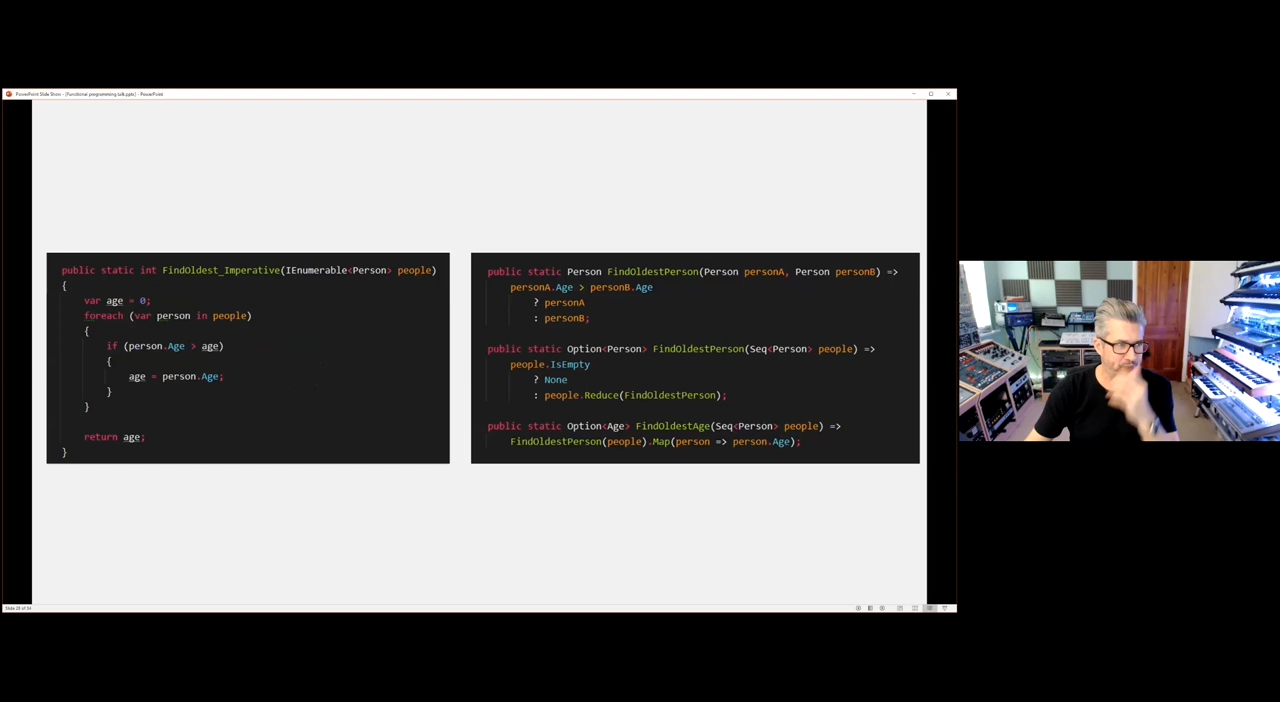 PowerPoint Slide Show - [Functional programming talk.pptx] - PowerPoint
public static int FindOldest_Imperative(IEnumerable<Person> people)
{
var age = 0;
foreach (var person in people)
{
if (person.Age > age)
{
age = person.Age;
}
}
return age;
}
public static Person FindOldestPerson(Person personA, Person personB) =>
personA.Age > personB.Age
? personA
: personB;
public static Option<Person> FindOldestPerson(Seq<Person> people) =>
people.IsEmpty
? None
: people.Reduce(FindOldestPerson);
public static Option<Age> FindOldestAge(Seq<Person> people) =>
FindOldestPerson(people).Map(person => person.Age);